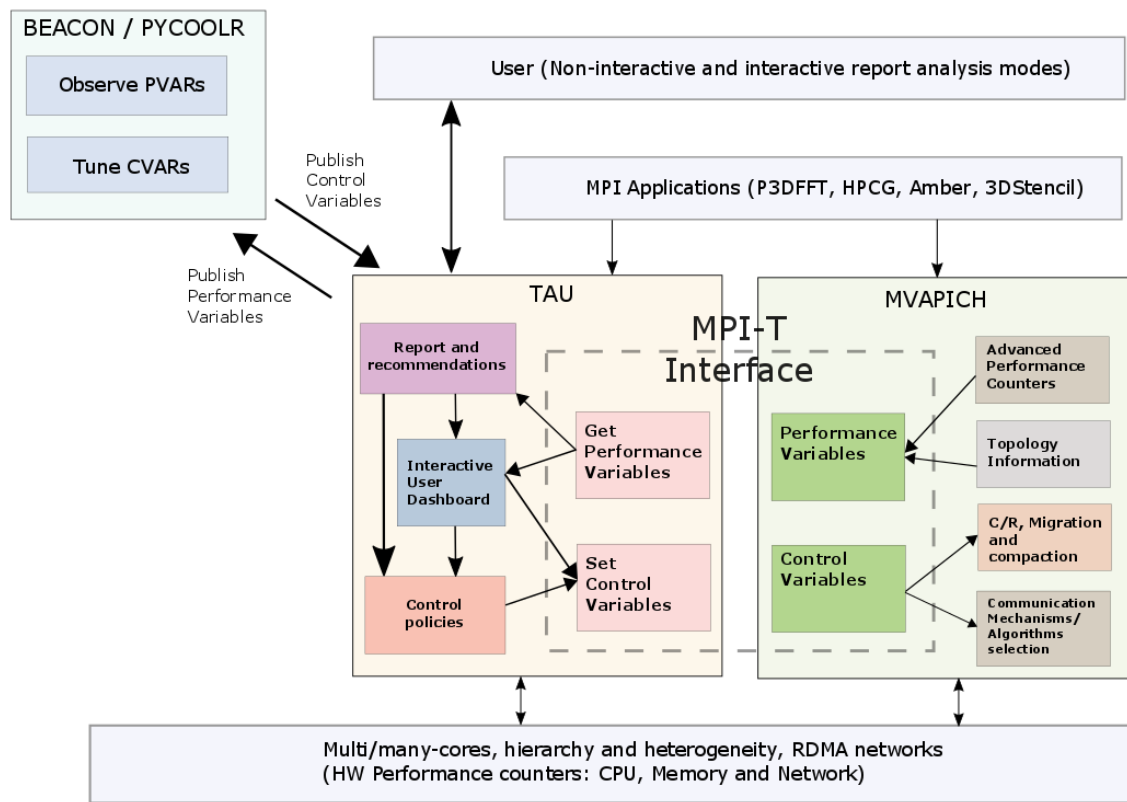 BEACON / PYCOOLR
Observe PVARs
Tune CVARs
User (Non-interactive and interactive report analysis modes)
Publish
Control
Variables
MPI Applications (P3DFFT, HPCG, Amber, 3DStencil)
Publish
Performance
Variables
TAU
MVAPICH
MPI-T
Interface
Report and
recommendations
Interactive
User
Dashboard
Control
policies
Get
Performance
Variables
Set
Control
Variables
Performance
Variables
Control
Variables
Advanced
Performance
Counters
Topology
Information
C/R, Migration
and
compaction
Communication
Mechanisms/
Algorithms
selection
Multi/many-cores, hierarchy and heterogeneity, RDMA networks
(HW Performance counters: CPU, Memory and Network)